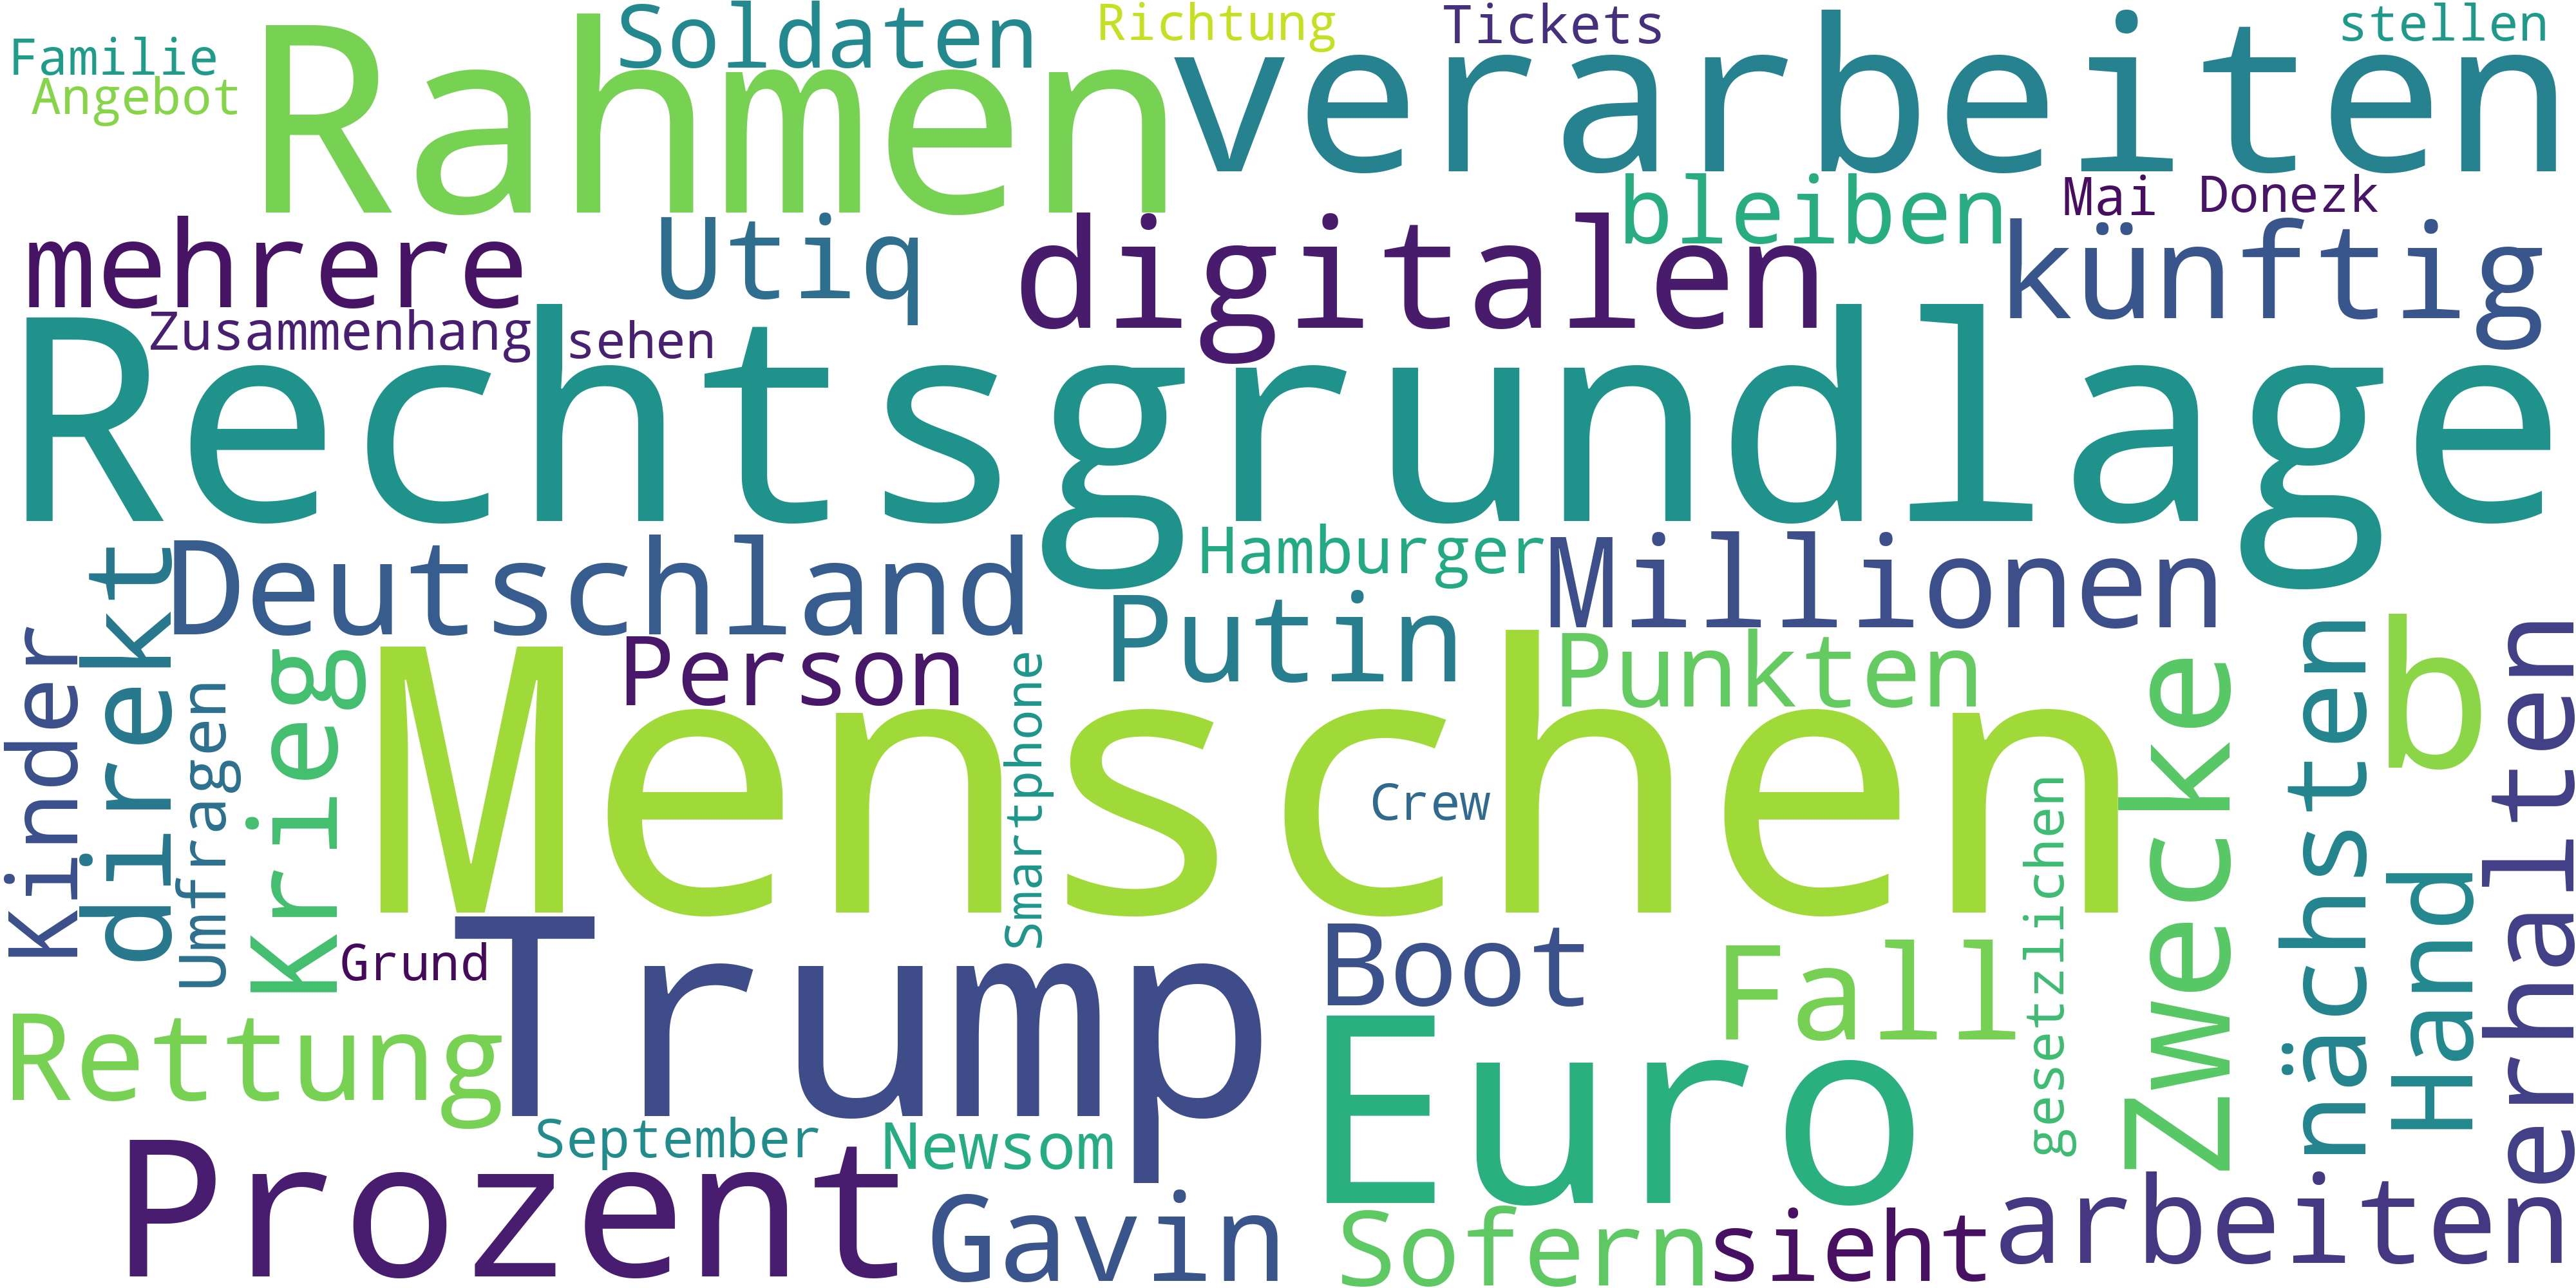 Familie
Angebot
Rahmen
Soldaten
Richtung
Tickets
stellen
verarbeiten
mehrere
Utiq
digitalen
bleiben
Mai
Donezk
künftig
Zusammenhang
sehen
Rechtsgrundlage
Deutschland
Hamburger
Millionen
Putin
Person
Punkten
Kinder
direkt
Umfragen
Krieg
Menschen
Smartphone
Crew
gesetzlichen
Zwecke
nächsten
b
Hand
erhalten
Grund
Trump
Boot
Fall
Rettung
Euro
September
Newsom
Prozent
Gavin
Sofern
sieht
arbeiten